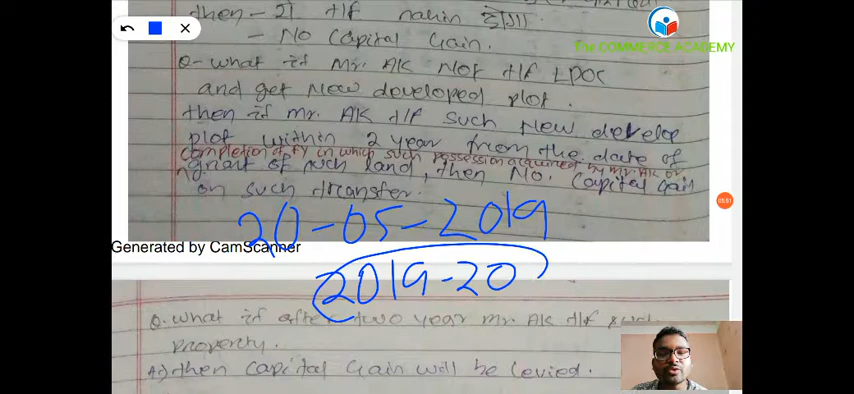 then - 21 t/f nahin होगा
- No Capital Gain.
The COMMERCE ACADEMY
Q- what if Mr. AK Not t/f LPOC
and get New developed plot.
then if mr. AK t/f such New develop
plot within 2 year from the date of
completion of FY in which such possession acquired by Mr. AK or
grant of such land, then No. Capital Gain
on such transfer.
20-05-2019
Generated by CamScanner
2019-20
Q. what if after two year Mr. AK t/f such
property.
A:) then Capital Gain will be levied.